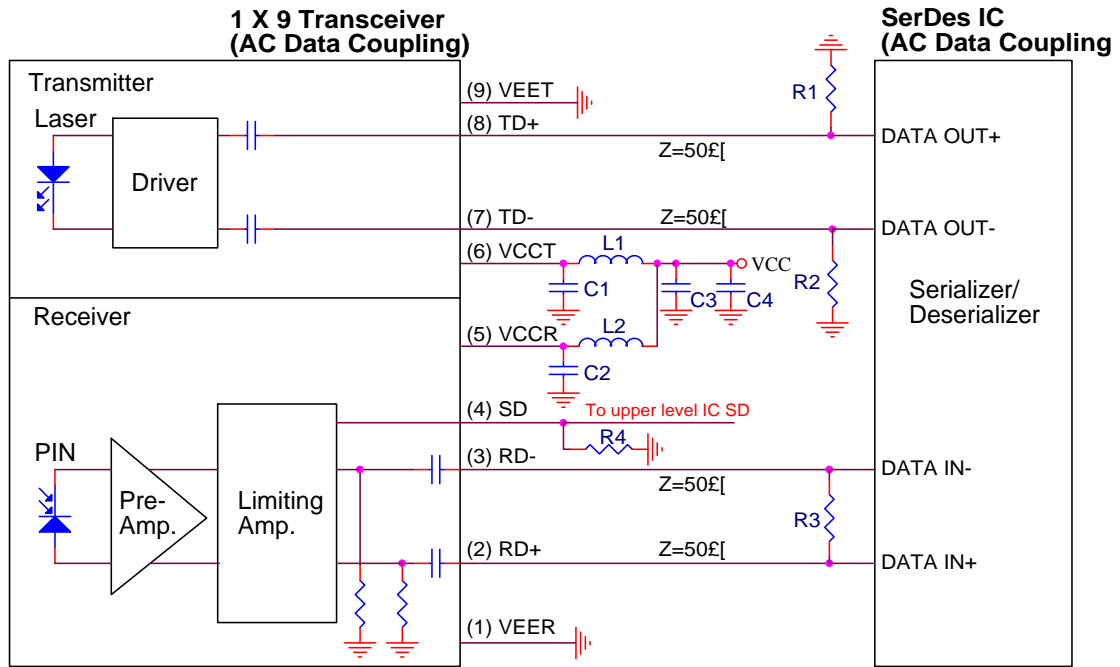 1 X 9 Transceiver
(AC Data Coupling)
SerDes IC
(AC Data Coupling
Transmitter
Laser
Driver
(9) VEET
(8) TD+
Z=50£[
R1
DATA OUT+
(7) TD-
Z=50£[
DATA OUT-
(6) VCCT
L1
VCC
C1
C3
C4
R2
Serializer/
Deserializer
Receiver
(5) VCCR
L2
C2
(4) SD
To upper level IC SD
R4
PIN
Pre-
Amp.
Limiting
Amp.
(3) RD-
Z=50£[
DATA IN-
R3
(2) RD+
Z=50£[
DATA IN+
(1) VEER